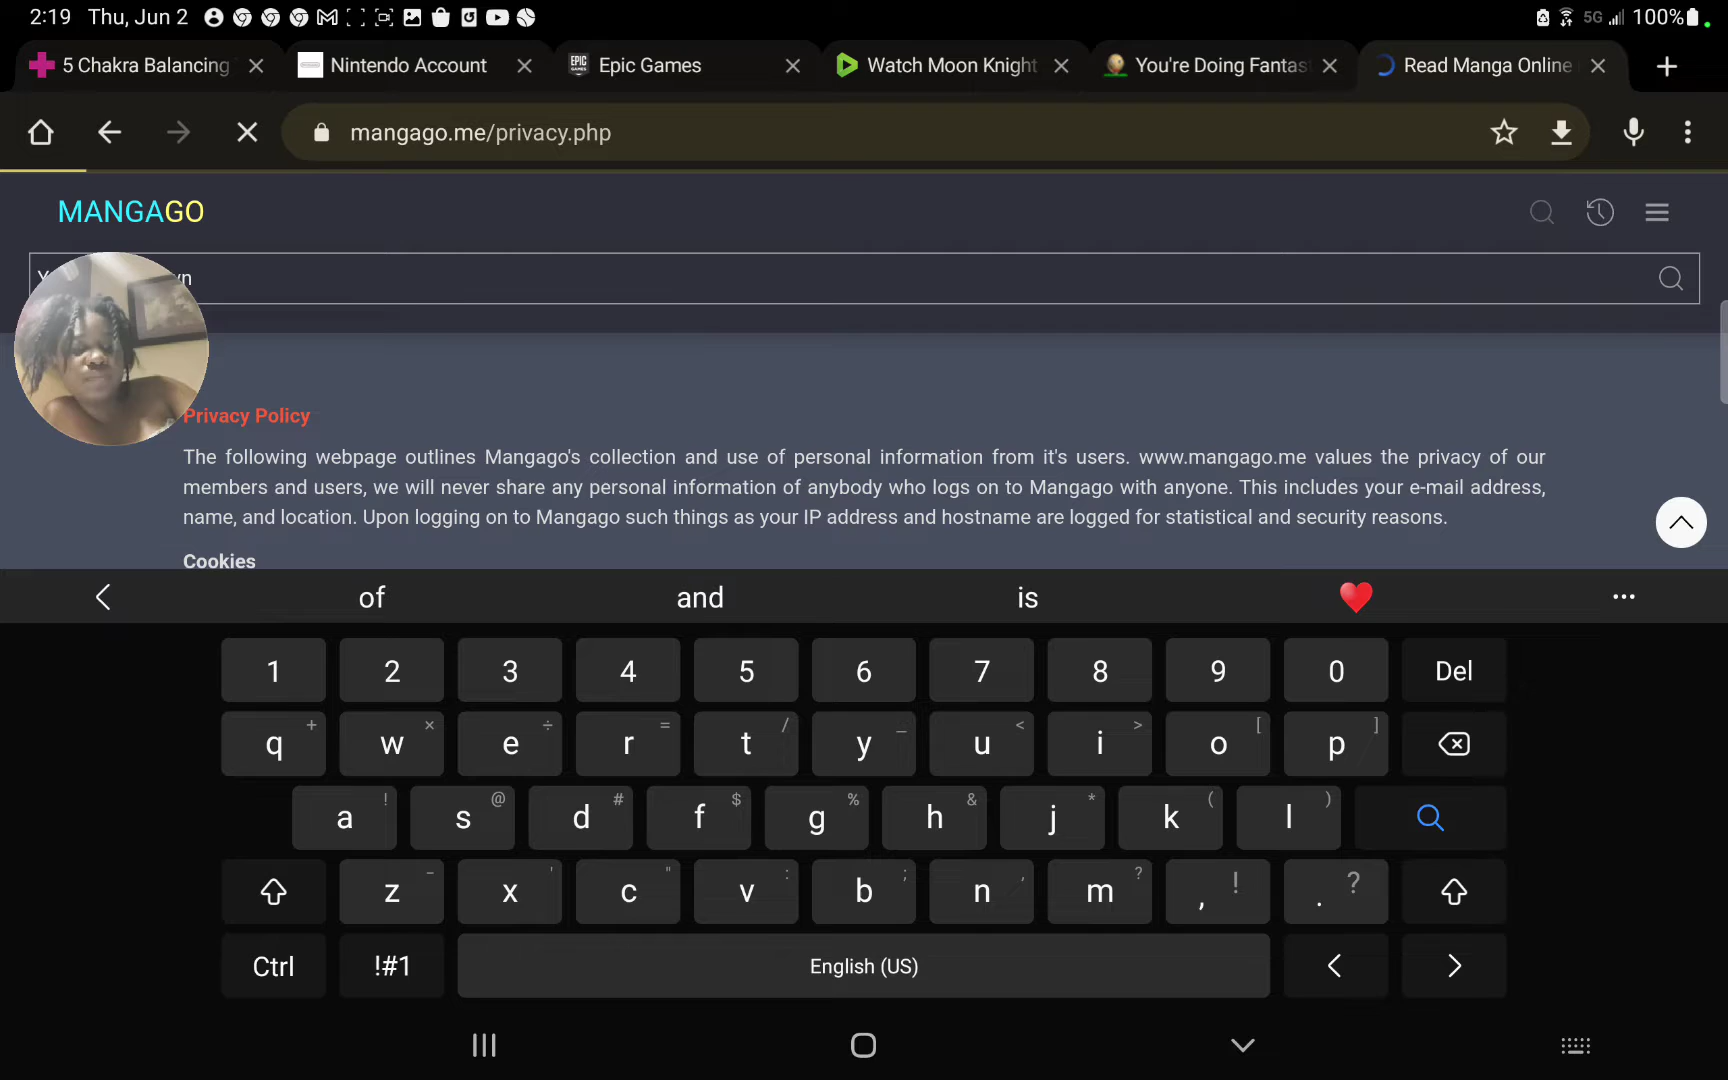 2:19 Thu, Jun 2 5G 100%
5 Chakra Balancing Nintendo Account EPIC GAMES Epic Games Watch Moon Knight You're Doing Fantas Read Manga Online
mangago.me/privacy.php
MANGAGO
Privacy Policy
The following webpage outlines Mangago's collection and use of personal information from it's users. www.mangago.me values the privacy of our
members and users, we will never share any personal information of anybody who logs on to Mangago with anyone. This includes your e-mail address,
name, and location. Upon logging on to Mangago such things as your IP address and hostname are logged for statistical and security reasons.
Cookies
of and is
1 2 3 4 5 6 7 8 9 0 Del
+ × ÷ = / _ < > [ ]
q w e r t y u i o p
! @ # $ % & * ( )
a s d f g h j k l
- ' " : ; , ? ! ?
z x c v b n m , .
Ctrl !#1 English (US) < >